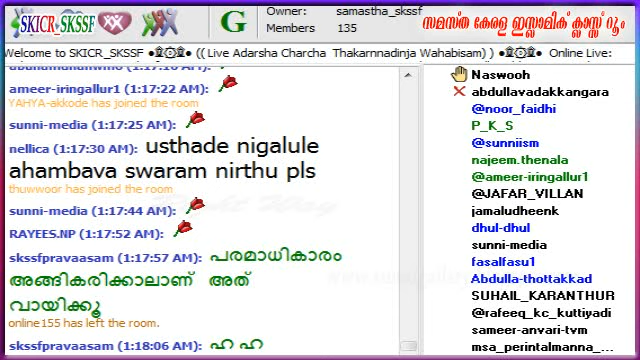 SKICR_SKSSF
G
Owner: samastha_skssf
Members 135
സമസ്ത കേരള ഇസ്ലാമിക് ക്ലാസ്സ് റൂം
Welcome to SKICR_SKSSF (( Live Adarsha Charcha Thakarnnadinja Wahabisam)) Online Live:
ameer-iringallur1 (1:17:22 AM):
YAHYA-akkode has joined the room
sunni-media (1:17:25 AM):
nellica (1:17:30 AM): usthade nigalule
ahambava swaram nirthu pls
thuwwoor has joined the room
sunni-media (1:17:44 AM):
RAYEES.NP (1:17:52 AM):
skssfpravaasam (1:17:57 AM): പരമാധികാരം
അങ്ങികരിക്കാലാണ് അത്
വായിക്കൂ
online155 has left the room.
skssfpravaasam (1:18:06 AM): ഹ ഹ
Naswooh
abdullavadakkangara
@noor_faidhi
P_K_S
@sunniism
najeem.thenala
@ameer-iringallur1
@JAFAR_VILLAN
jamaludheenk
dhul-dhul
sunni-media
fasalfasu1
Abdulla-thottakkad
SUHAIL_KARANTHUR
@rafeeq_kc_kuttiyadi
sameer-anvari-tvm
msa_perintalmanna_...